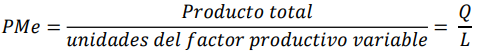 PMe = Producto total / unidades del factor productivo variable = Q / L